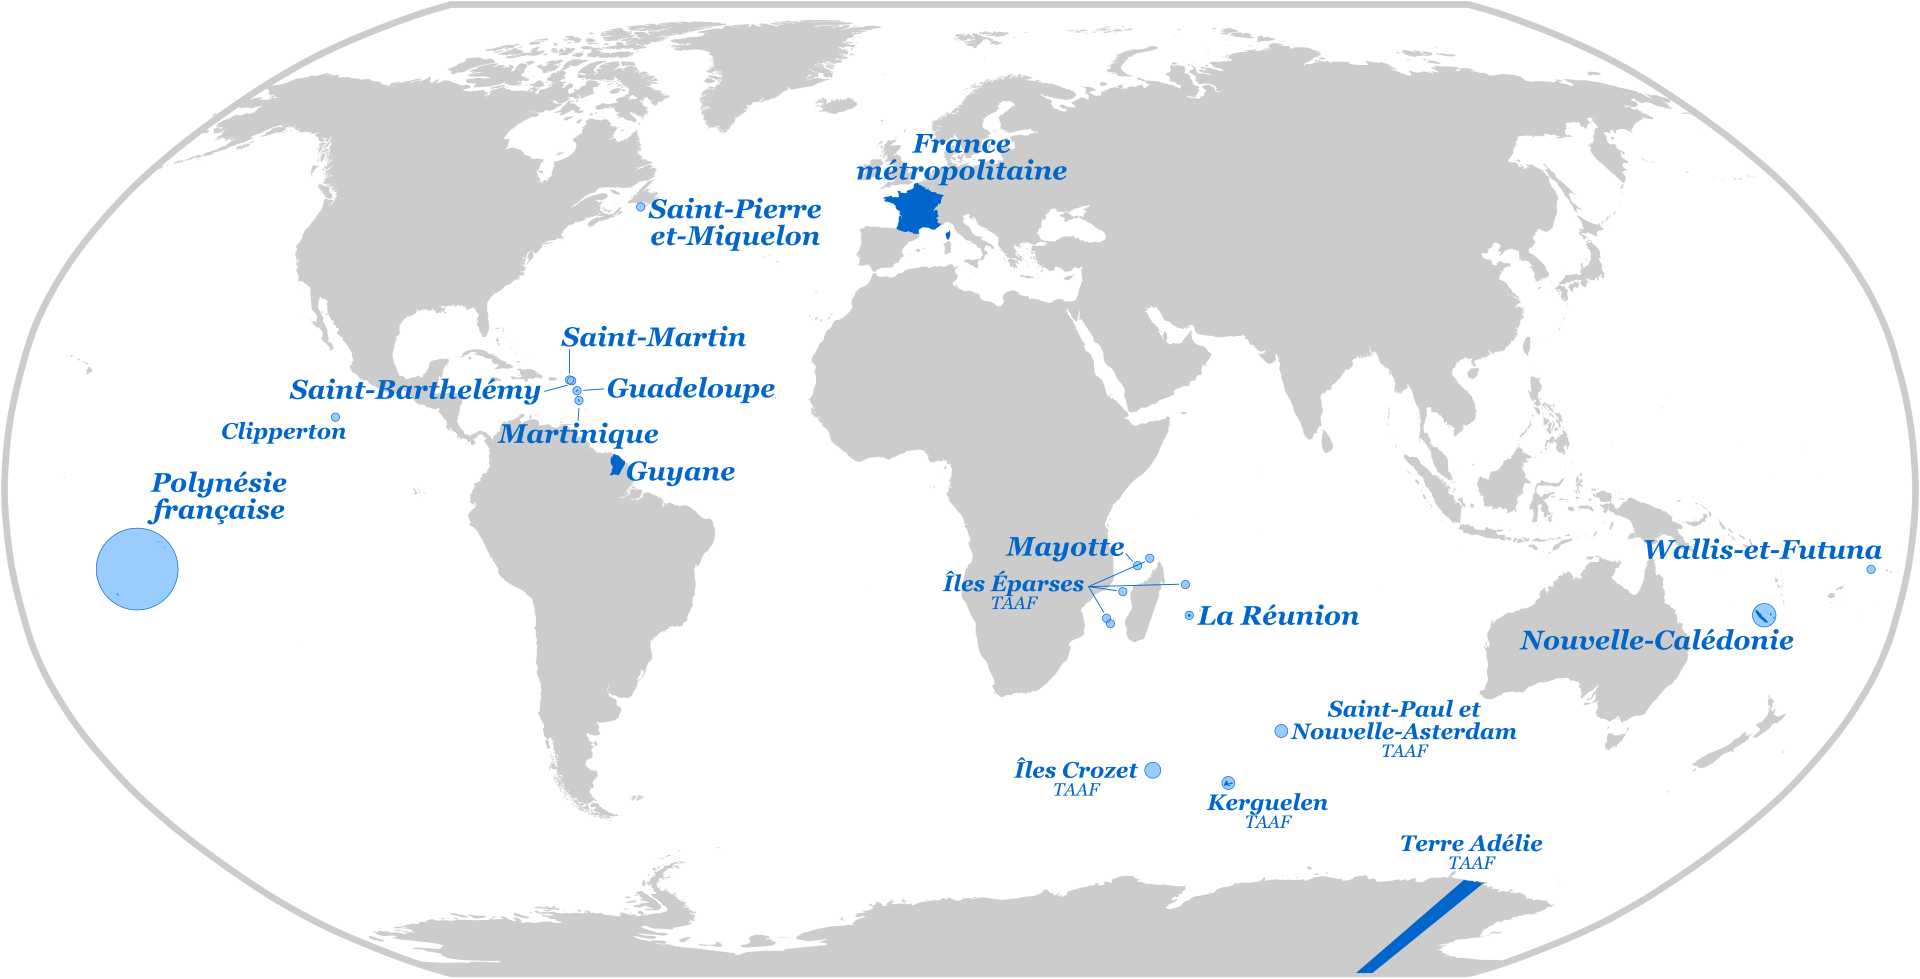 France
métropolitaine
Saint-Pierre
et-Miquelon
Saint-Martin
Saint-Barthelémy
Guadeloupe
Clipperton
Martinique
Guyane
Polynésie
française
Mayotte
Îles Éparses
TAAF
La Réunion
Wallis-et-Futuna
Nouvelle-Calédonie
Saint-Paul et
Nouvelle-Asterdam
TAAF
Îles Crozet
TAAF
Kerguelen
TAAF
Terre Adélie
TAAF